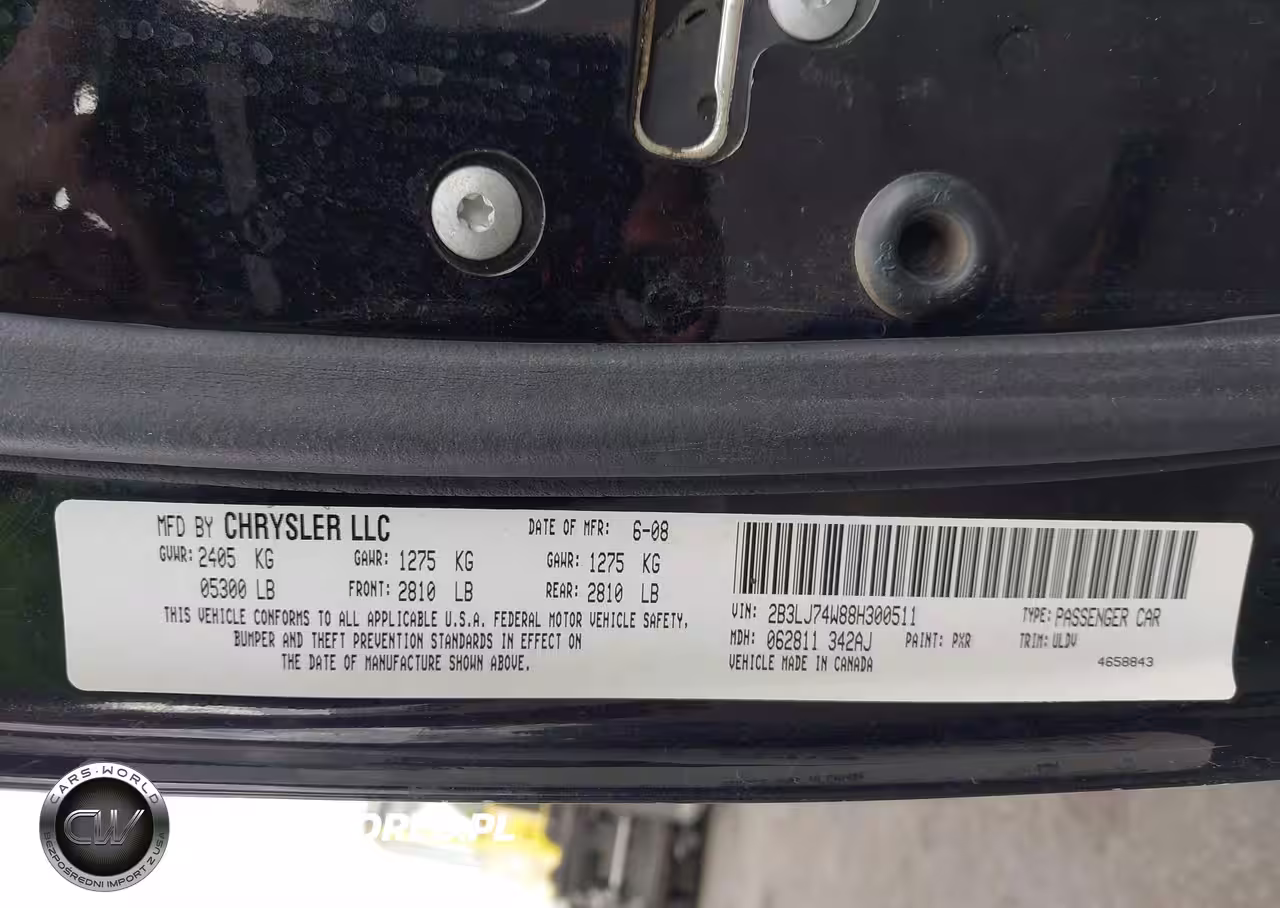 MFD BY CHRYSLER LLC DATE OF MFR: 6-08
GVWR: 2405 KG GAWR: 1275 KG GAWR: 1275 KG
05300 LB FRONT: 2810 LB REAR: 2810 LB
THIS VEHICLE CONFORMS TO ALL APPLICABLE U.S.A. FEDERAL MOTOR VEHICLE SAFETY,
BUMPER AND THEFT PREVENTION STANDARDS IN EFFECT ON
THE DATE OF MANUFACTURE SHOWN ABOVE.
VIN: 2B3LJ74W88H300511 TYPE: PASSENGER CAR
MDH: 062811 342AJ PAINT: PXR TRIM: ULDV
VEHICLE MADE IN CANADA 4658843
CARS-WORLD
CW
BEZPOŚREDNI IMPORT Z USA
.PL